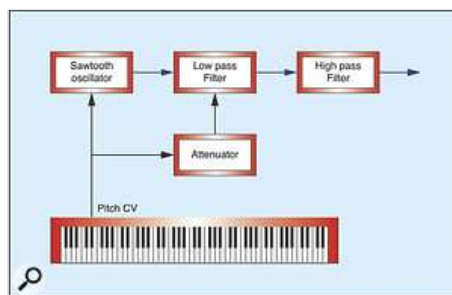 Sawtooth
oscillator
Low pass
Filter
High pass
Filter
Attenuator
Pitch CV